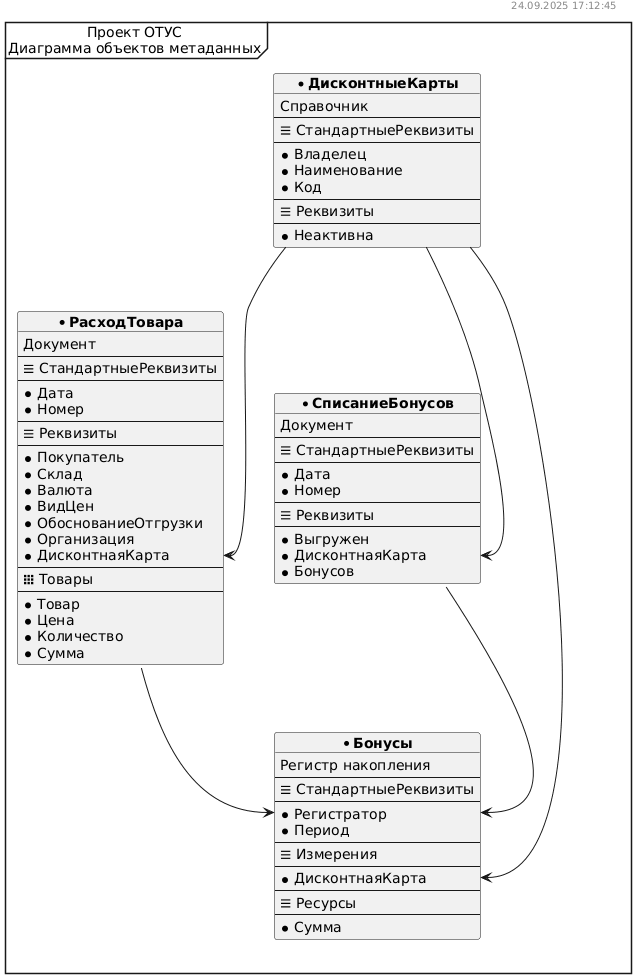 24.09.2025 17:12:45
Проект ОТУС
Диаграмма объектов метаданных
ДисконтныеКарты
Справочник
СтандартныеРеквизиты
Владелец
Наименование
Код
Реквизиты
Неактивна
РасходТовара
Документ
СтандартныеРеквизиты
Дата
Номер
Реквизиты
Покупатель
Склад
Валюта
ВидЦен
ОбоснованиеОтгрузки
Организация
ДисконтнаяКарта
Товары
Товар
Цена
Количество
Сумма
СписаниеБонусов
Документ
СтандартныеРеквизиты
Дата
Номер
Реквизиты
Выгружен
ДисконтнаяКарта
Бонусов
Бонусы
Регистр накопления
СтандартныеРеквизиты
Регистратор
Период
Измерения
ДисконтнаяКарта
Ресурсы
Сумма